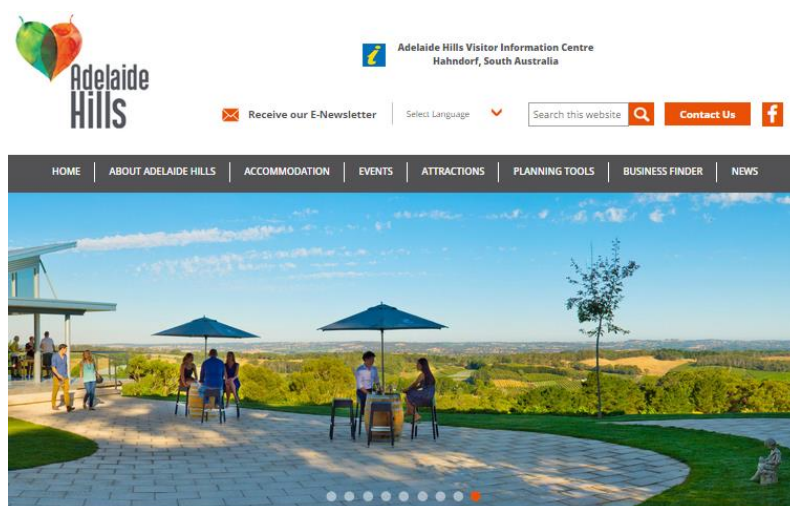 Adelaide
Hills
i
Adelaide Hills Visitor Information Centre
Hahndorf, South Australia
Receive our E-Newsletter
Select Language
Search this website
Contact Us
f
HOME
ABOUT ADELAIDE HILLS
ACCOMMODATION
EVENTS
ATTRACTIONS
PLANNING TOOLS
BUSINESS FINDER
NEWS